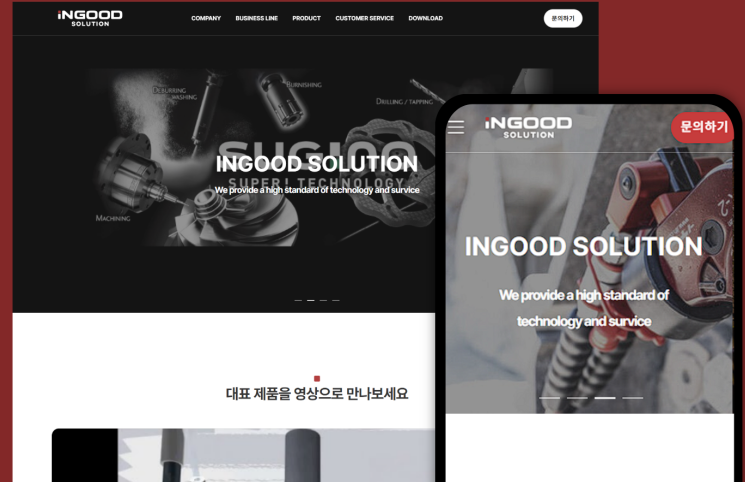 iNGOOD
SOLUTION
COMPANY BUSINESS LINE PRODUCT CUSTOMER SERVICE DOWNLOAD
문의하기
DEBURRING
WASHING
BURNISHING
DRILLING / TAPPING
SUGINO
SUPER! TECHNOLOGY
INGOOD SOLUTION
We provide a high standard of technology and survice
MACHINING
대표 제품을 영상으로 만나보세요
iNGOOD
SOLUTION
문의하기
INGOOD SOLUTION
We provide a high standard of
technology and survice